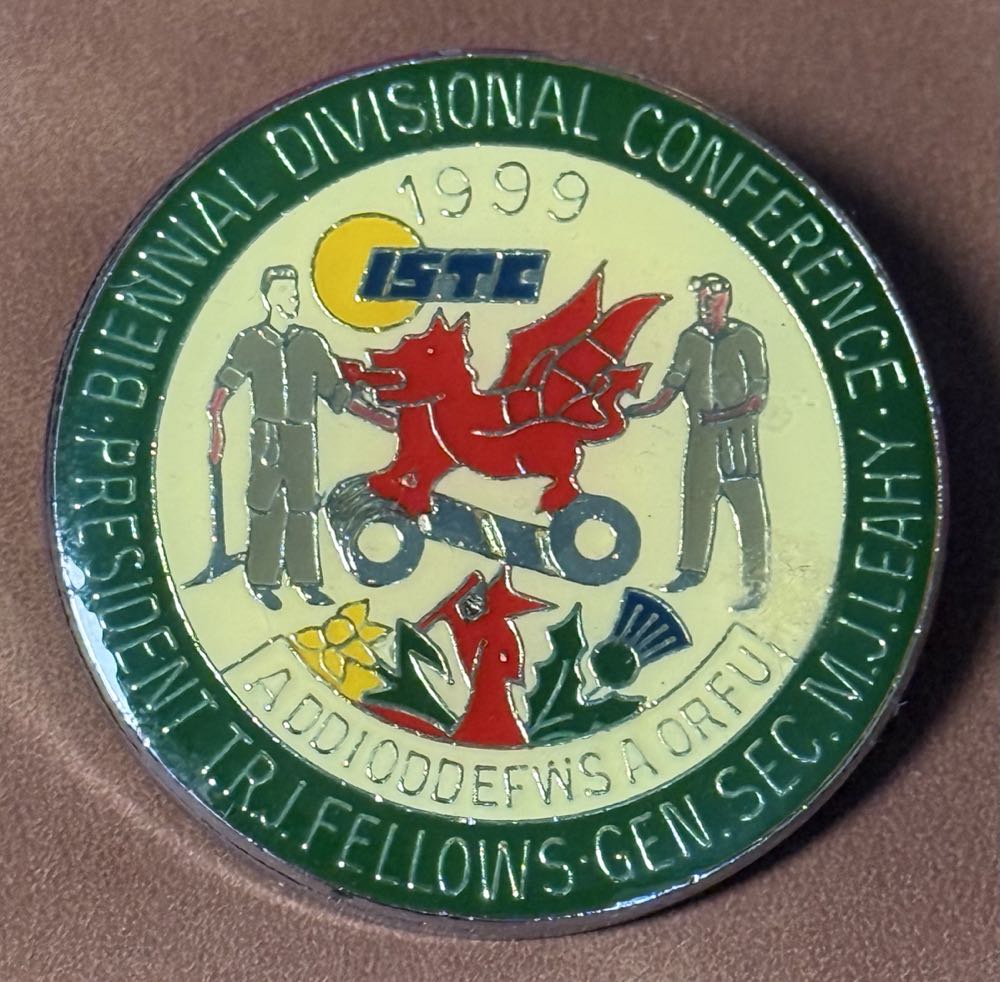 ·BIENNIAL DIVISIONAL CONFERENCE·
PRESIDENT T.R.J. FELLOWS·GEN. SEC. M.J. LEAHY
1999
ISTC
A DDIODDEFWS A ORFU